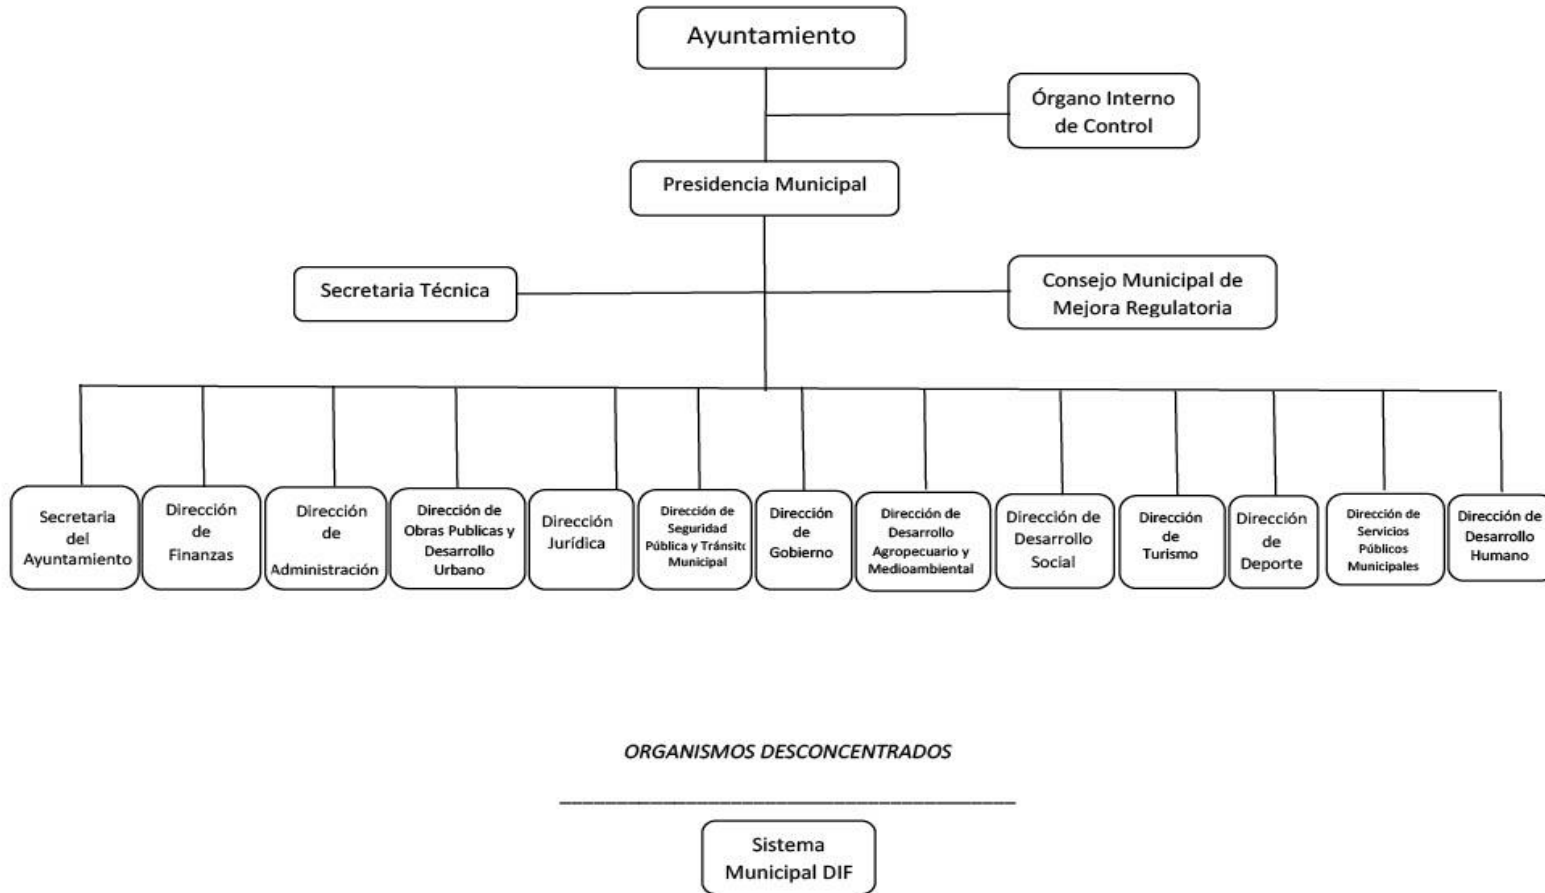 Ayuntamiento
Órgano Interno
de Control
Presidencia Municipal
Secretaria Técnica
Consejo Municipal de
Mejora Regulatoria
Secretaria
del
Ayuntamiento
Dirección
de
Finanzas
Dirección
de
Administración
Dirección de
Obras Publicas y
Desarrollo
Urbano
Dirección
Jurídica
Dirección de
Seguridad
Pública y Tránsito
Municipal
Dirección
de
Gobierno
Dirección de
Desarrollo
Agropecuario y
Medioambiental
Dirección de
Desarrollo
Social
Dirección
de
Turismo
Dirección
de
Deporte
Dirección de
Servicios
Públicos
Municipales
Dirección de
Desarrollo
Humano
ORGANISMOS DESCONCENTRADOS
Sistema
Municipal DIF